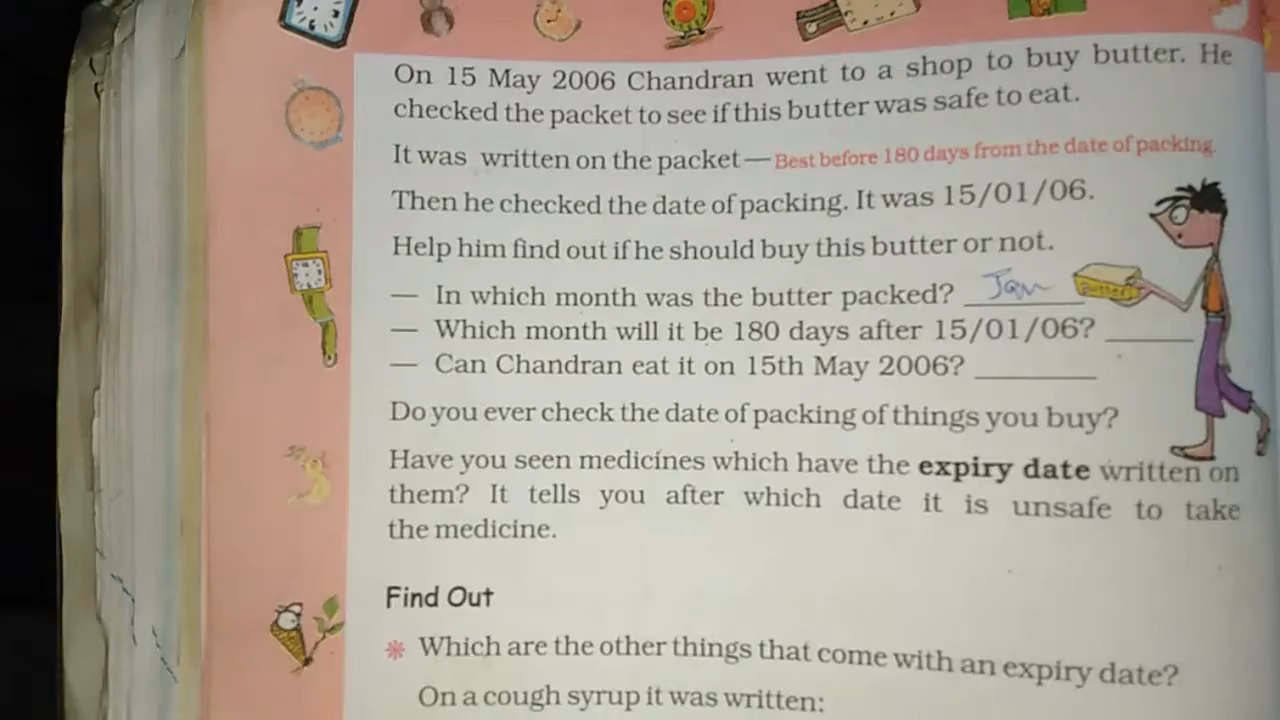 On 15 May 2006 Chandran went to a shop to buy butter. He
checked the packet to see if this butter was safe to eat.
It was written on the packet — Best before 180 days from the date of packing.
Then he checked the date of packing. It was 15/01/06.
Help him find out if he should buy this butter or not.
— In which month was the butter packed? Jan
Butter
— Which month will it be 180 days after 15/01/06? ______
— Can Chandran eat it on 15th May 2006? ________
Do you ever check the date of packing of things you buy?
Have you seen medicines which have the expiry date written on
them? It tells you after which date it is unsafe to take
the medicine.
Find Out
* Which are the other things that come with an expiry date?
On a cough syrup it was written: